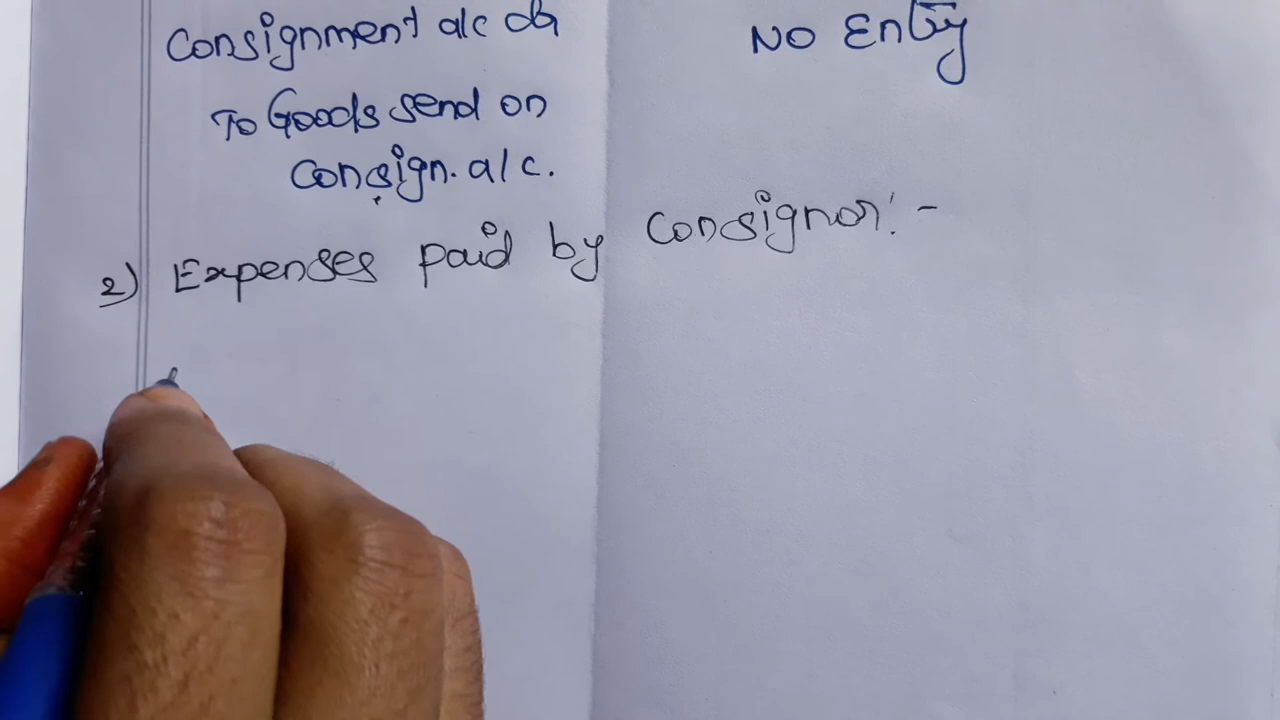 Consignment a/c dr
No Entry
To Goods send on
Consign. a/c.
2) Expenses paid by Consignor:-